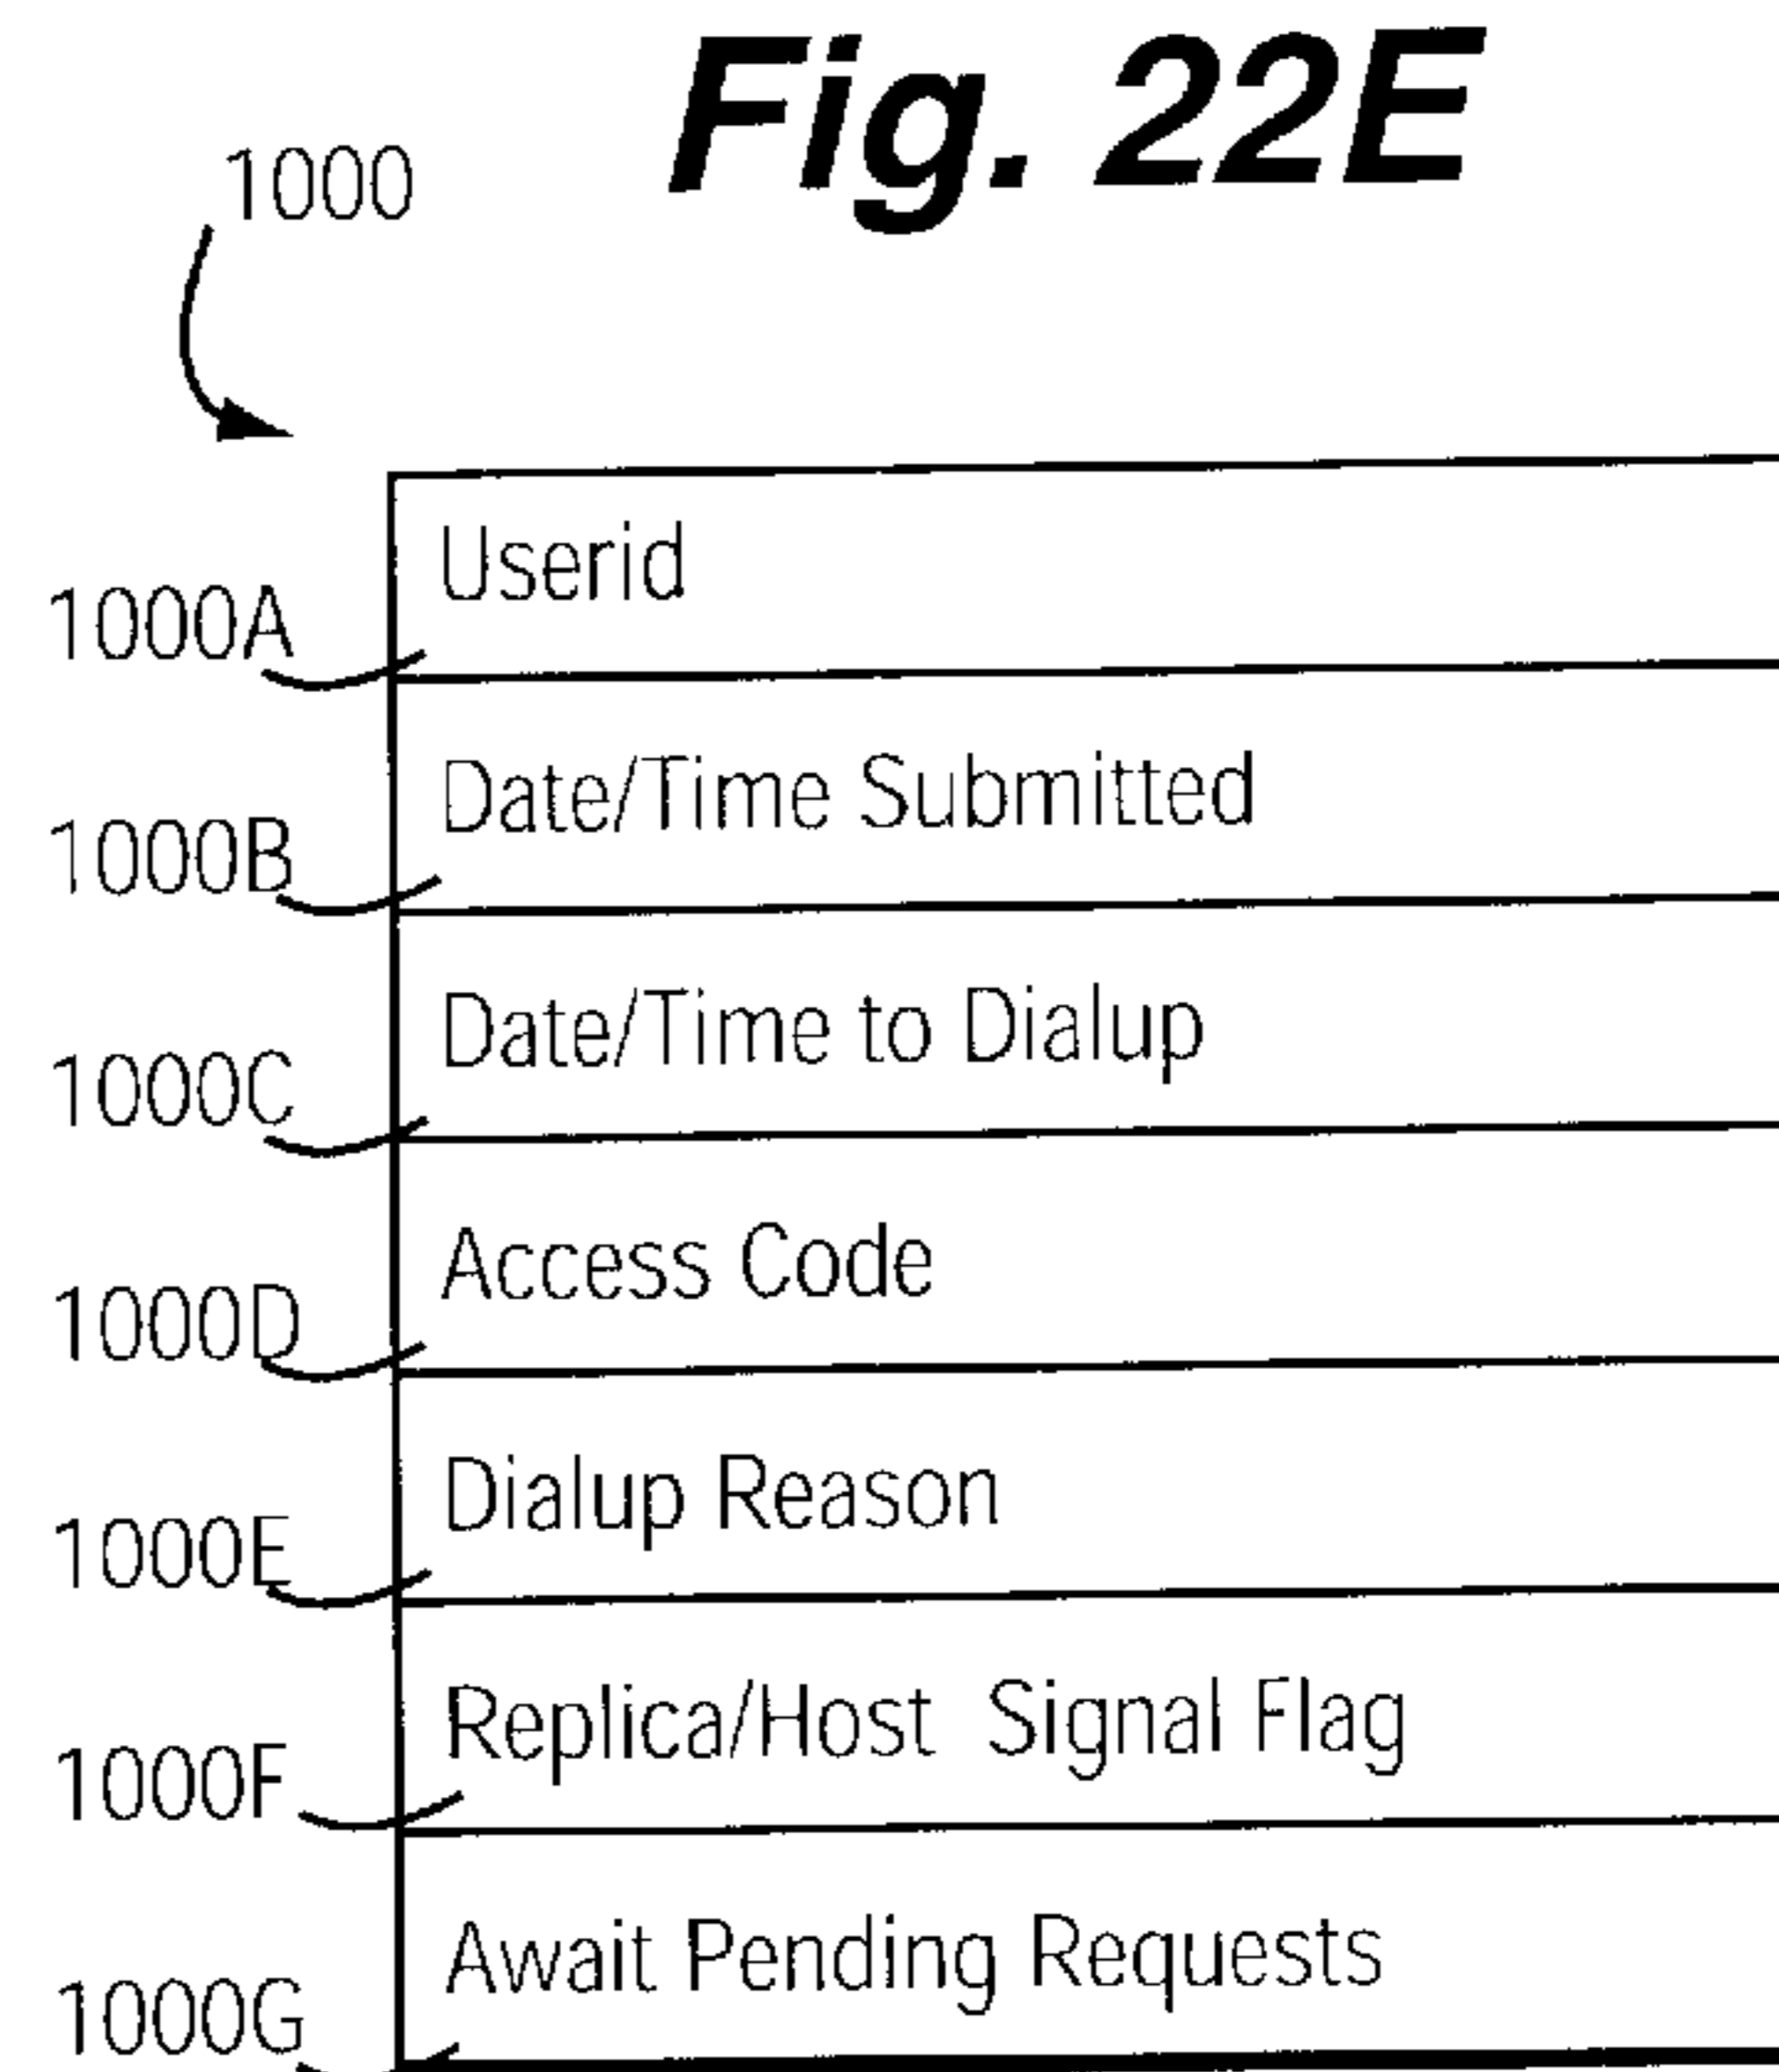 Fig. 22E
1000
Userid
1000A
Date/Time Submitted
1000B
Date/Time to Dialup
1000C
Access Code
1000D
Dialup Reason
1000E
Replica/Host Signal Flag
1000F
Await Pending Requests
1000G